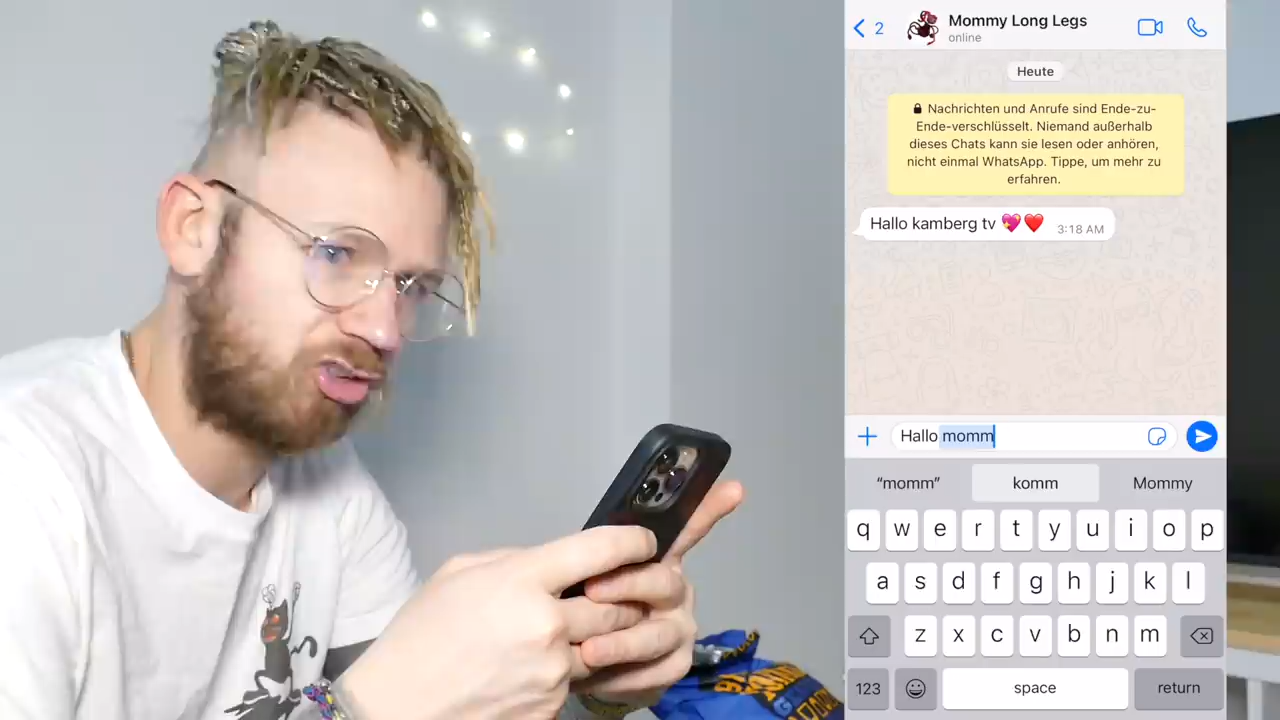 2
Mommy Long Legs
online
Heute
Nachrichten und Anrufe sind Ende-zu-
Ende-verschlüsselt. Niemand außerhalb
dieses Chats kann sie lesen oder anhören,
nicht einmal WhatsApp. Tippe, um mehr zu
erfahren.
Hallo kamberg tv 💖❤️ 3:18 AM
Hallo momm
“momm” komm Mommy
q w e r t y u i o p
a s d f g h j k l
z x c v b n m
123 space return